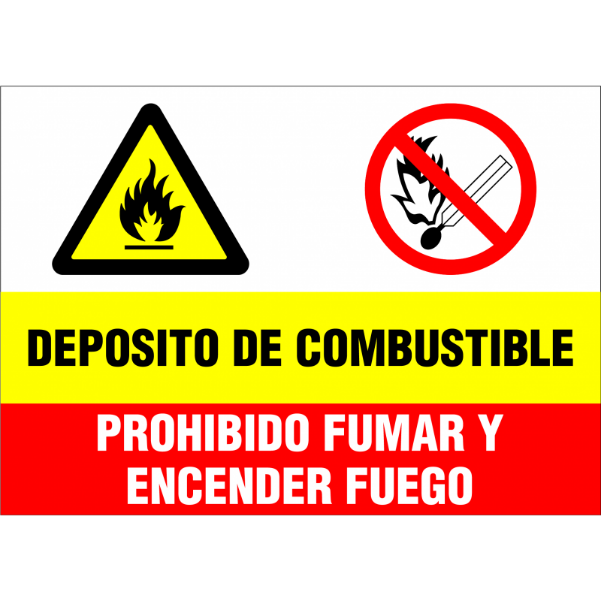 DEPOSITO DE COMBUSTIBLE
PROHIBIDO FUMAR Y
ENCENDER FUEGO